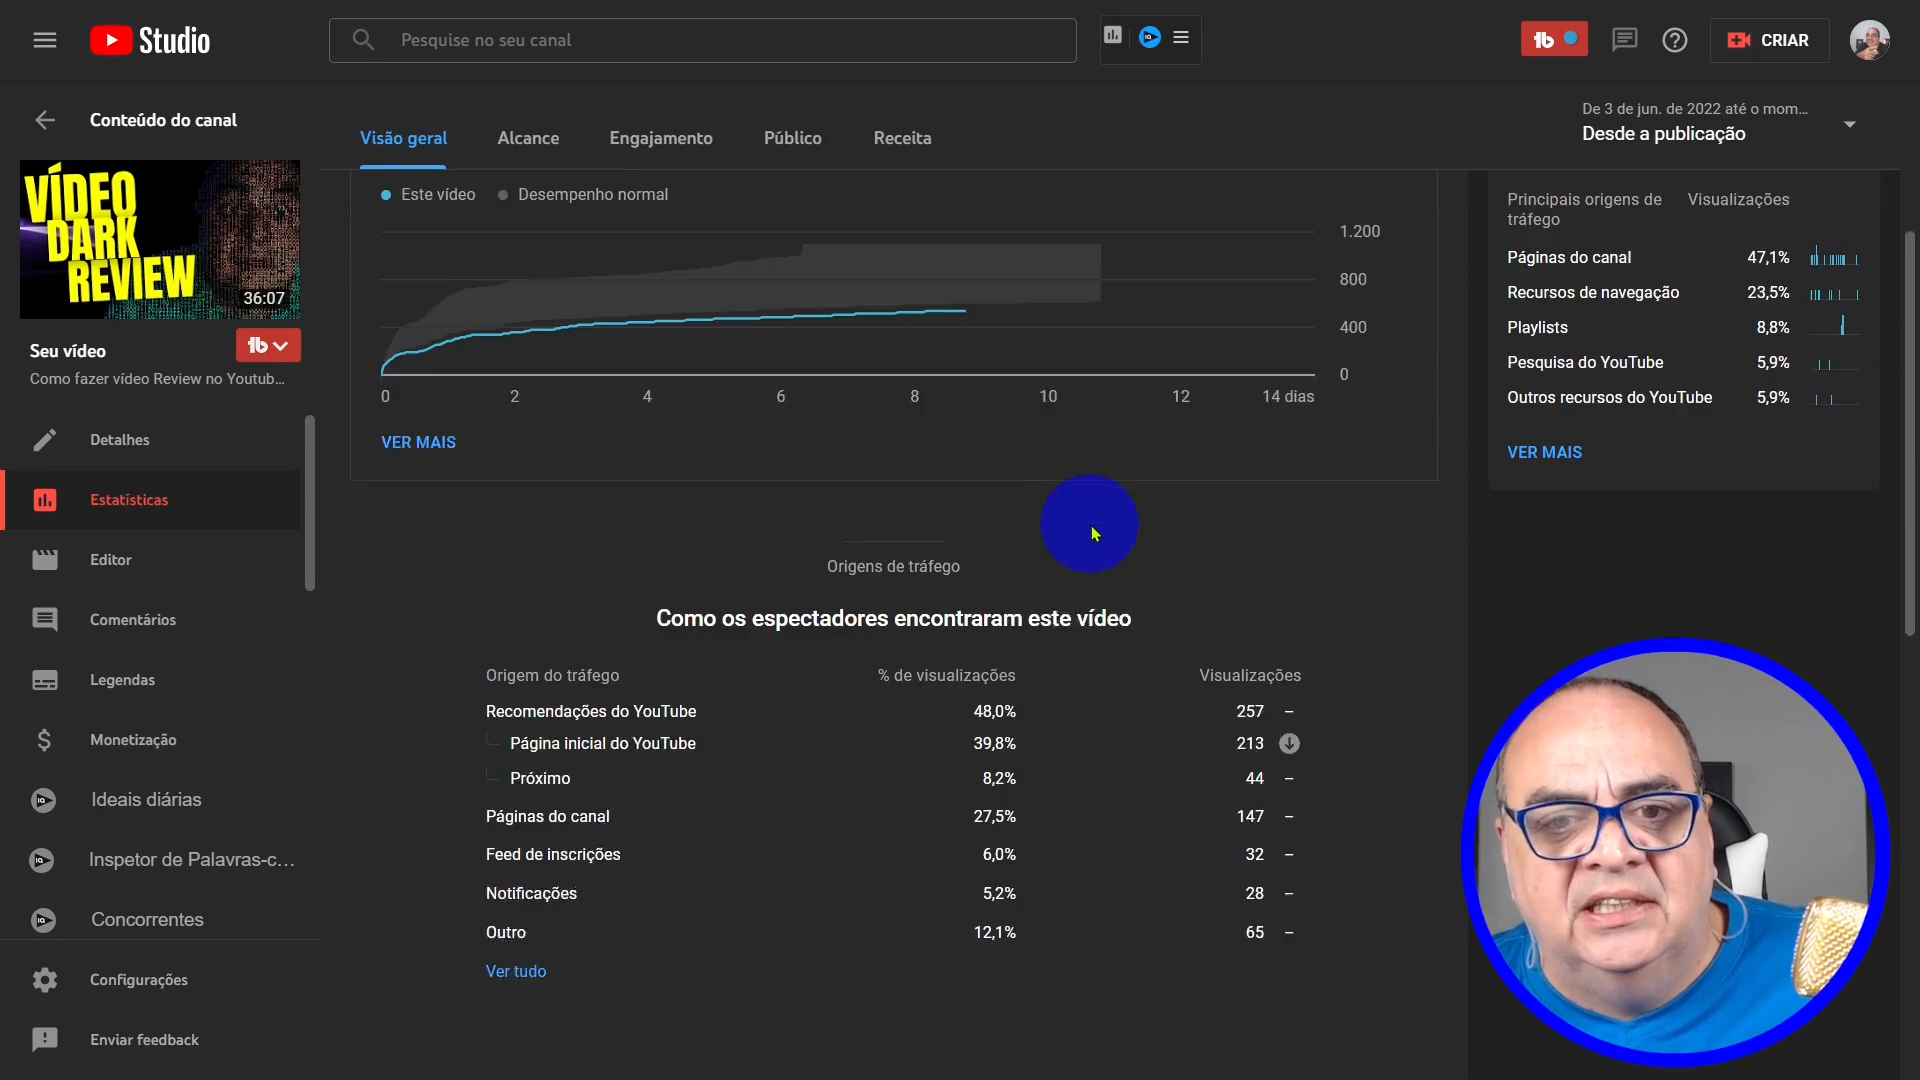 Studio
Pesquise no seu canal
CRIAR
Conteúdo do canal
VÍDEO
DARK
REVIEW
36:07
Seu vídeo
Como fazer vídeo Review no Youtub...
Detalhes
Estatísticas
Editor
Comentários
Legendas
Monetização
Ideais diárias
Inspetor de Palavras-c...
Concorrentes
Configurações
Enviar feedback
Visão geral
Alcance
Engajamento
Público
Receita
De 3 de jun. de 2022 até o mom...
Desde a publicação
Este vídeo
Desempenho normal
1.200
800
400
0
0 2 4 6 8 10 12 14 dias
VER MAIS
Origens de tráfego
Como os espectadores encontraram este vídeo
Origem do tráfego % de visualizações Visualizações
Recomendações do YouTube 48,0% 257 –
Página inicial do YouTube 39,8% 213
Próximo 8,2% 44 –
Páginas do canal 27,5% 147 –
Feed de inscrições 6,0% 32 –
Notificações 5,2% 28 –
Outro 12,1% 65 –
Ver tudo
Principais origens de
tráfego
Visualizações
Páginas do canal 47,1%
Recursos de navegação 23,5%
Playlists 8,8%
Pesquisa do YouTube 5,9%
Outros recursos do YouTube 5,9%
VER MAIS